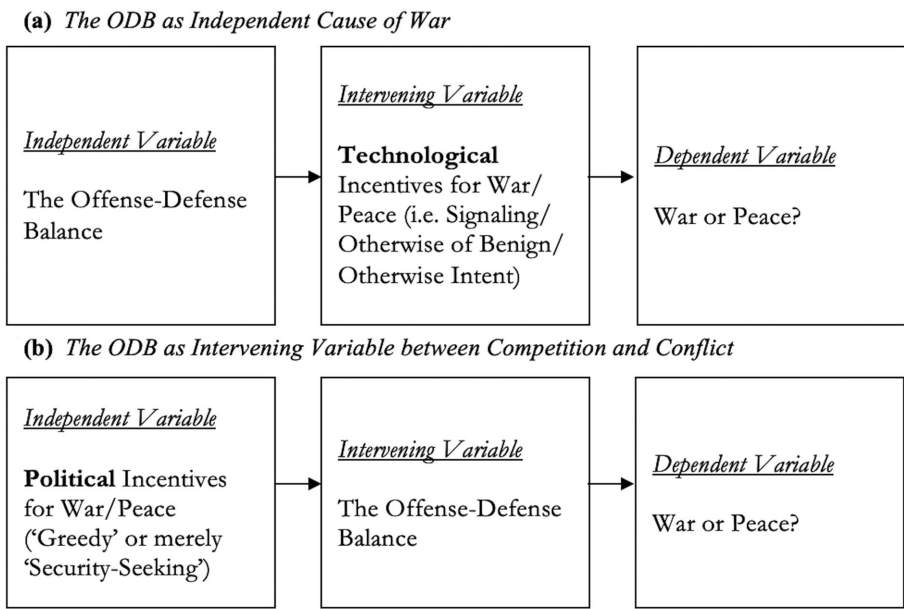 (a) The ODB as Independent Cause of War
Independent Variable
The Offense-Defense
Balance
Intervening Variable
Technological
Incentives for War/
Peace (i.e. Signaling/
Otherwise of Benign/
Otherwise Intent)
Dependent Variable
War or Peace?
(b) The ODB as Intervening Variable between Competition and Conflict
Independent Variable
Political Incentives
for War/Peace
(‘Greedy’ or merely
‘Security-Seeking’)
Intervening Variable
The Offense-Defense
Balance
Dependent Variable
War or Peace?